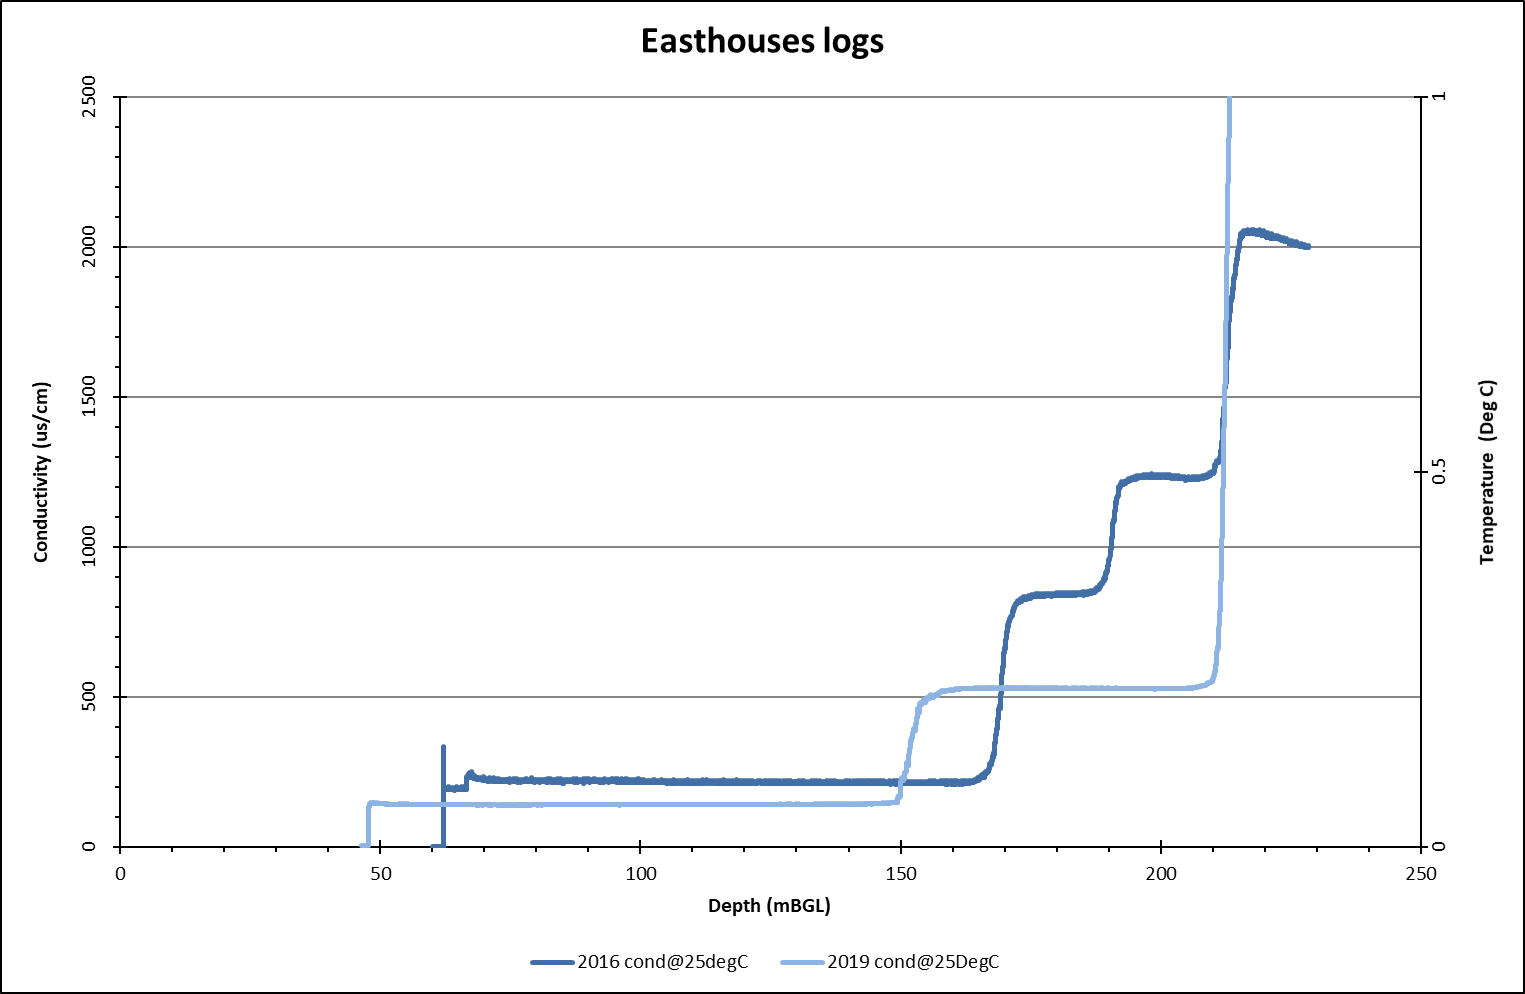 Easthouses logs
2500
2000
1500
1000
500
0
Conductivity (us/cm)
1
0.5
0
Temperature (Deg C)
0 50 100 150 200 250
Depth (mBGL)
2016 cond@25degC 2019 cond@25DegC